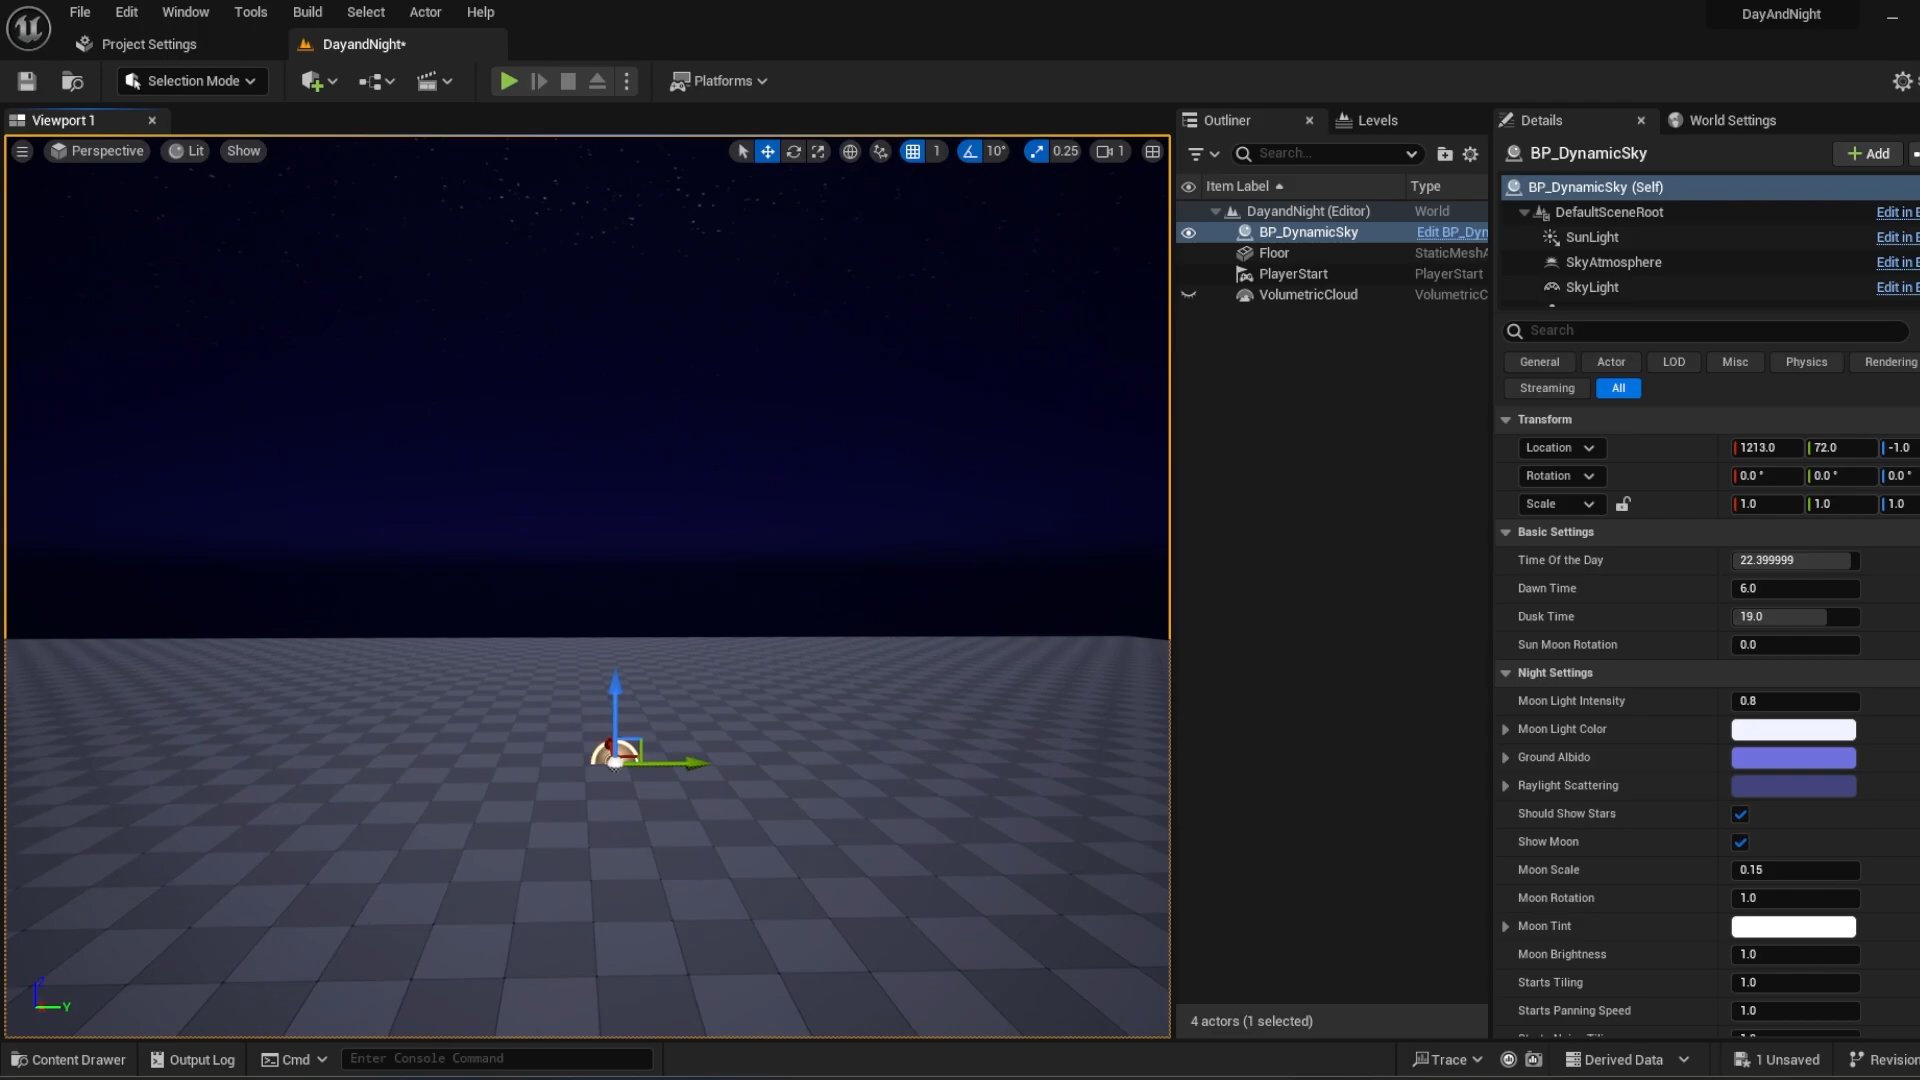 File Edit Window Tools Build Select Actor Help DayAndNight
Project Settings DayandNight*
Selection Mode Platforms
Viewport 1 Outliner Levels Details World Settings
Perspective Lit Show 1 10° 0.25 1 Search... BP_DynamicSky Add
Item Label Type BP_DynamicSky (Self)
DayandNight (Editor) World DefaultSceneRoot Edit in
BP_DynamicSky Edit BP_Dyn SunLight Edit in
Floor StaticMeshA SkyAtmosphere Edit in
PlayerStart PlayerStart SkyLight Edit in
VolumetricCloud VolumetricC
Search
General Actor LOD Misc Physics Rendering
Streaming All
Transform
Location 1213.0 72.0 -1.0
Rotation 0.0 ° 0.0 ° 0.0 °
Scale 1.0 1.0 1.0
Basic Settings
Time Of the Day 22.399999
Dawn Time 6.0
Dusk Time 19.0
Sun Moon Rotation 0.0
Night Settings
Moon Light Intensity 0.8
Moon Light Color
Ground Albido
Raylight Scattering
Should Show Stars
Show Moon
Moon Scale 0.15
Moon Rotation 1.0
Moon Tint
Moon Brightness 1.0
Starts Tiling 1.0
Starts Panning Speed 1.0
Y
4 actors (1 selected)
Content Drawer Output Log Cmd Enter Console Command Trace Derived Data 1 Unsaved Revision